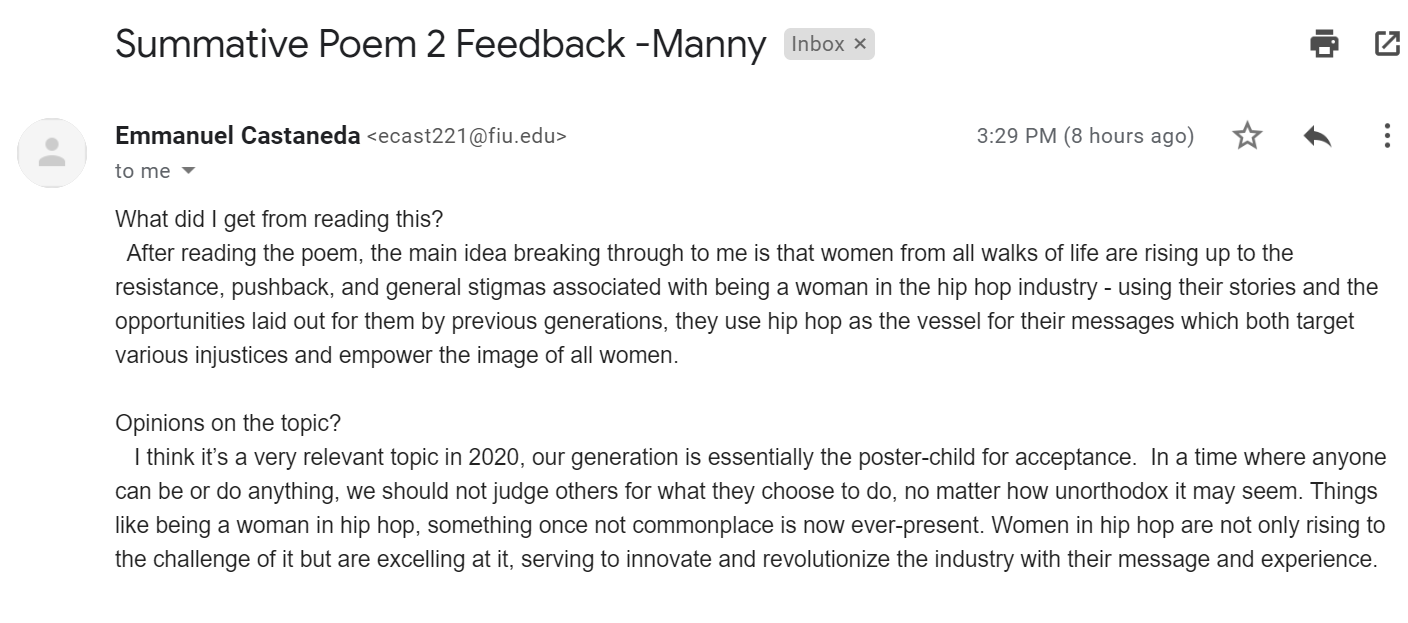 Summative Poem 2 Feedback -Manny Inbox ×
Emmanuel Castaneda <ecast221@fiu.edu> 3:29 PM (8 hours ago)
to me
What did I get from reading this?
After reading the poem, the main idea breaking through to me is that women from all walks of life are rising up to the
resistance, pushback, and general stigmas associated with being a woman in the hip hop industry - using their stories and the
opportunities laid out for them by previous generations, they use hip hop as the vessel for their messages which both target
various injustices and empower the image of all women.
Opinions on the topic?
I think it’s a very relevant topic in 2020, our generation is essentially the poster-child for acceptance.  In a time where anyone
can be or do anything, we should not judge others for what they choose to do, no matter how unorthodox it may seem. Things
like being a woman in hip hop, something once not commonplace is now ever-present. Women in hip hop are not only rising to
the challenge of it but are excelling at it, serving to innovate and revolutionize the industry with their message and experience.